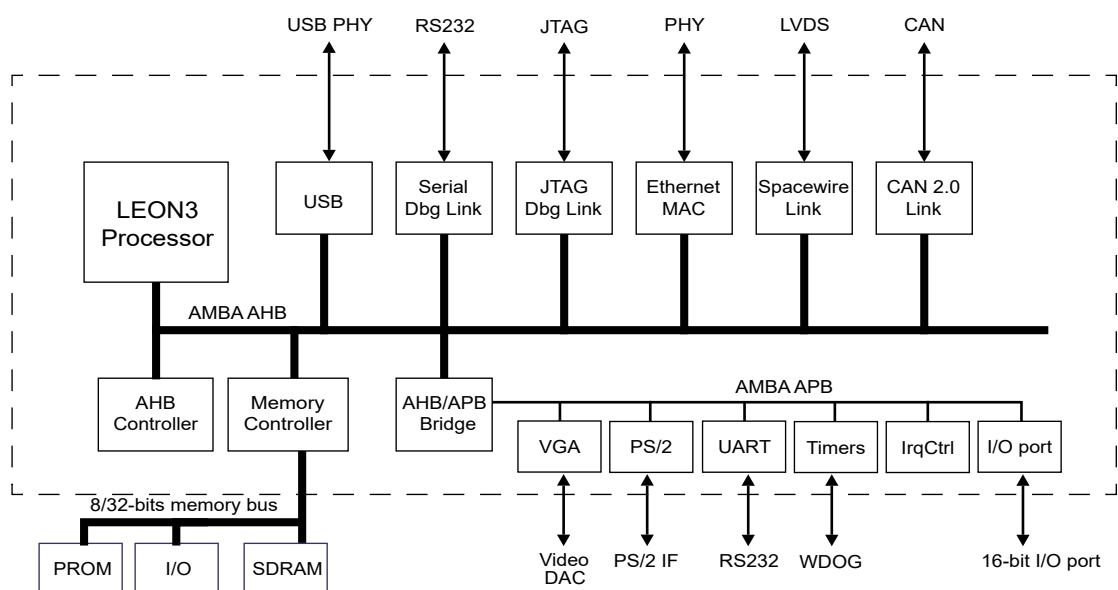 USB PHY
RS232
JTAG
PHY
LVDS
CAN
LEON3
Processor
USB
Serial
Dbg Link
JTAG
Dbg Link
Ethernet
MAC
Spacewire
Link
CAN 2.0
Link
AMBA AHB
AHB
Controller
Memory
Controller
AHB/APB
Bridge
AMBA APB
VGA
PS/2
UART
Timers
IrqCtrl
I/O port
8/32-bits memory bus
PROM
I/O
SDRAM
Video
DAC
PS/2 IF
RS232
WDOG
16-bit I/O port